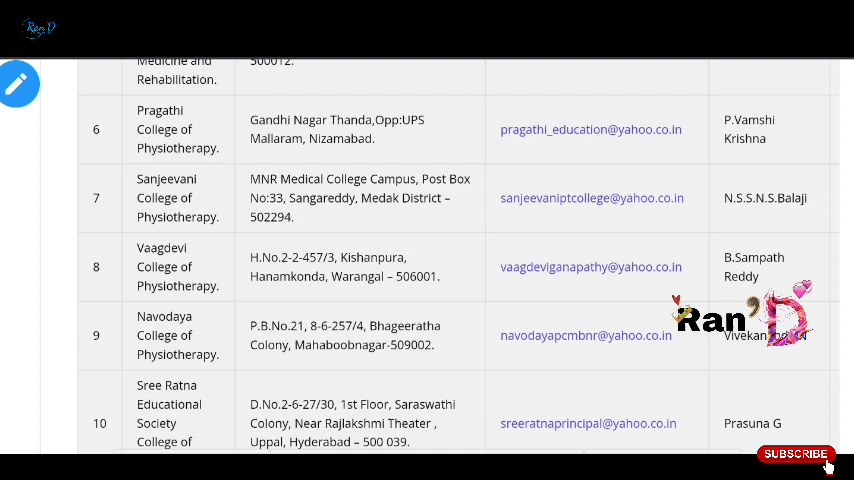 Ran'D
Medicine and
Rehabilitation.
500012.
6
Pragathi
College of
Physiotherapy.
Gandhi Nagar Thanda,Opp:UPS
Mallaram, Nizamabad.
pragathi_education@yahoo.co.in
P.Vamshi
Krishna
7
Sanjeevani
College of
Physiotherapy.
MNR Medical College Campus, Post Box
No:33, Sangareddy, Medak District –
502294.
sanjeevaniptcollege@yahoo.co.in
N.S.S.N.S.Balaji
8
Vaagdevi
College of
Physiotherapy.
H.No.2-2-457/3, Kishanpura,
Hanamkonda, Warangal – 506001.
vaagdeviganapathy@yahoo.co.in
B.Sampath
Reddy
9
Navodaya
College of
Physiotherapy.
P.B.No.21, 8-6-257/4, Bhageeratha
Colony, Mahaboobnagar-509002.
navodayapcmbnr@yahoo.co.in
Ran'D
10
Sree Ratna
Educational
Society
College of
D.No.2-6-27/30, 1st Floor, Saraswathi
Colony, Near Rajlakshmi Theater ,
Uppal, Hyderabad – 500 039.
sreeratnaprincipal@yahoo.co.in
Prasuna G
SUBSCRIBE